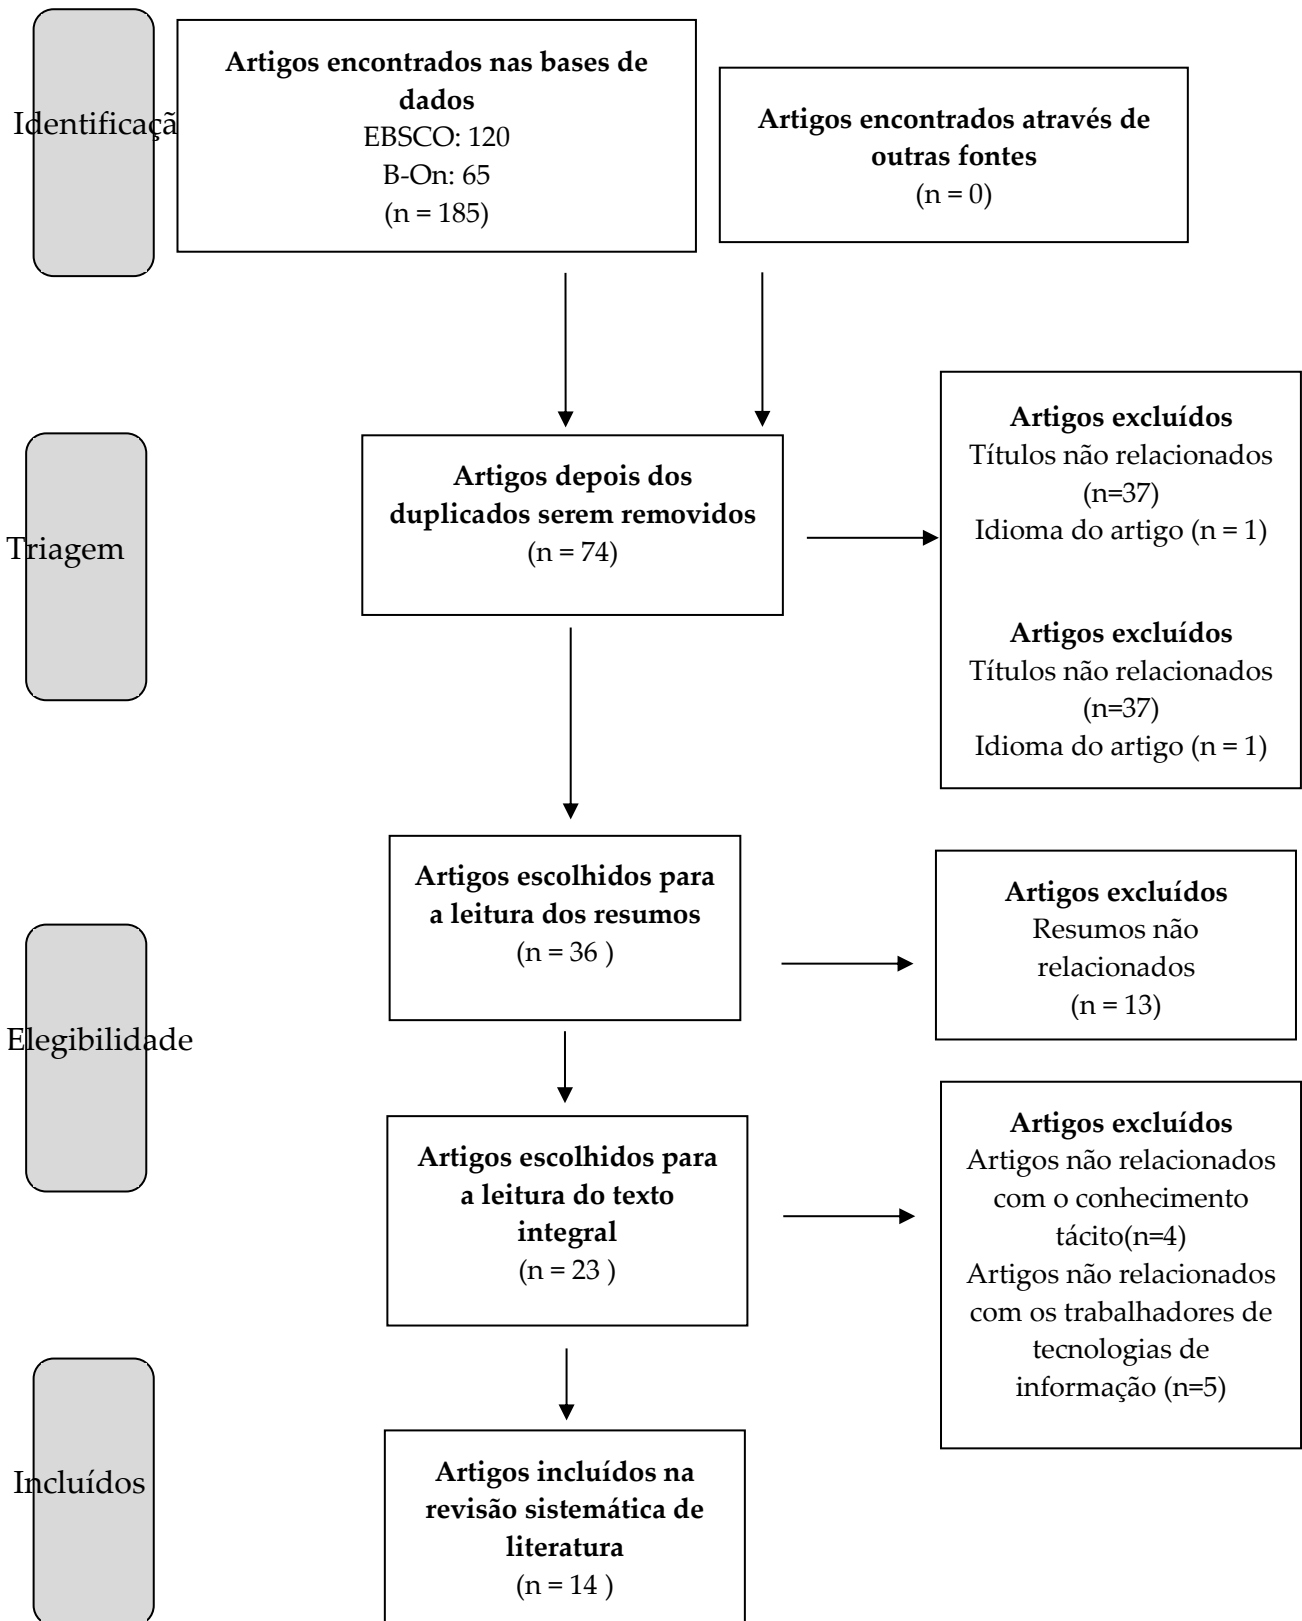 Identificaçã
Artigos encontrados nas bases de
dados
EBSCO: 120
B-On: 65
(n = 185)
Artigos encontrados através de
outras fontes
(n = 0)
Triagem
Artigos depois dos
duplicados serem removidos
(n = 74)
Artigos excluídos
Títulos não relacionados
(n=37)
Idioma do artigo (n = 1)
Artigos excluídos
Títulos não relacionados
(n=37)
Idioma do artigo (n = 1)
Elegibilidade
Artigos escolhidos para
a leitura dos resumos
(n = 36 )
Artigos excluídos
Resumos não
relacionados
(n = 13)
Artigos escolhidos para
a leitura do texto
integral
(n = 23 )
Artigos excluídos
Artigos não relacionados
com o conhecimento
tácito(n=4)
Artigos não relacionados
com os trabalhadores de
tecnologias de
informação (n=5)
Incluídos
Artigos incluídos na
revisão sistemática de
literatura
(n = 14 )